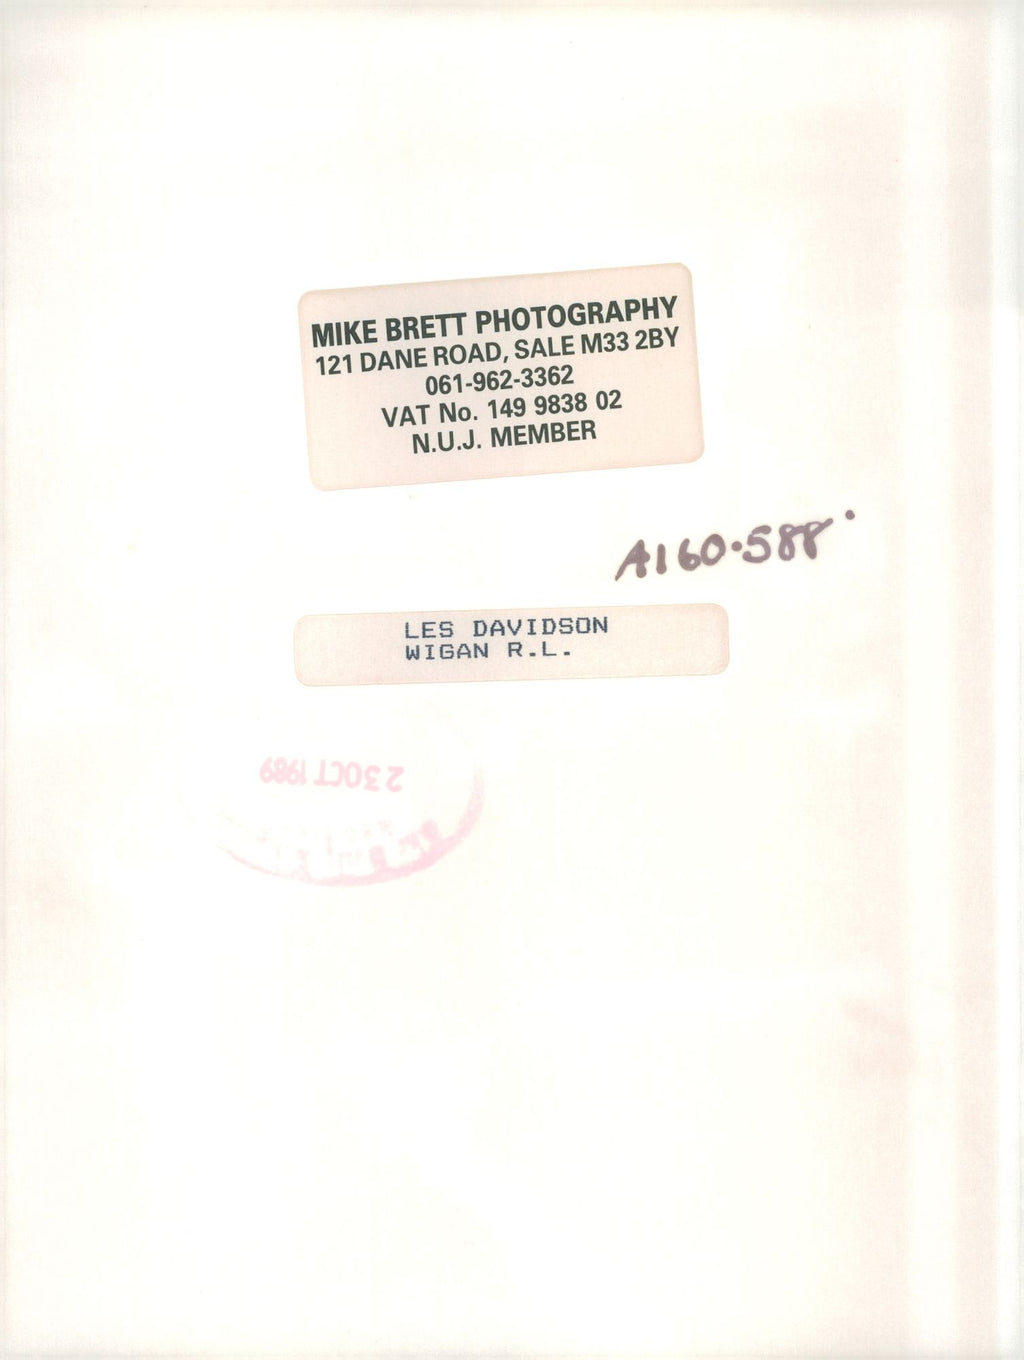 MIKE BRETT PHOTOGRAPHY
121 DANE ROAD, SALE M33 2BY
061-962-3362
VAT No. 149 9838 02
N.U.J. MEMBER
A160.588.
LES DAVIDSON
WIGAN R.L.
23 OCT 1989